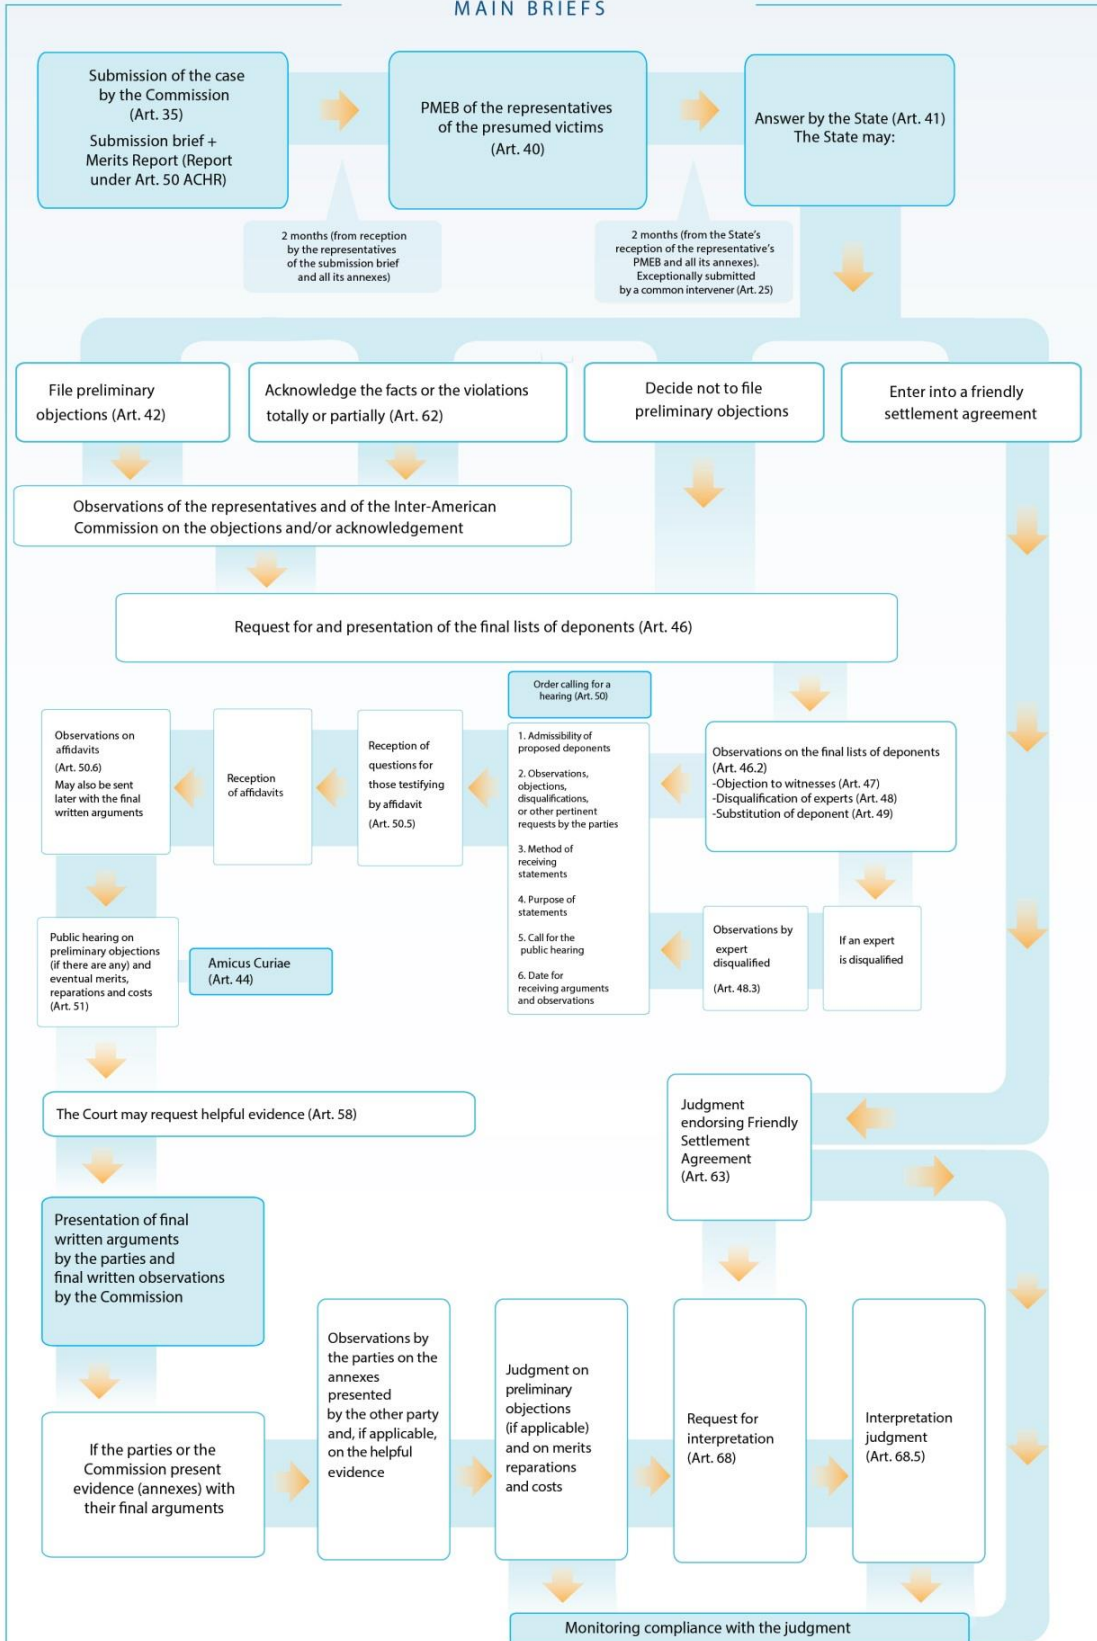 MAIN BRIEFS
Submission of the case
by the Commission
(Art. 35)
Submission brief +
Merits Report (Report
under Art. 50 ACHR)
PMEB of the representatives
of the presumed victims
(Art. 40)
Answer by the State (Art. 41)
The State may:
2 months (from reception
by the representatives
of the submission brief
and all its annexes)
2 months (from the State's
reception of the representative's
PMEB and all its annexes).
Exceptionally submitted
by a common intervener (Art. 25)
File preliminary
objections (Art. 42)
Acknowledge the facts or the violations
totally or partially (Art. 62)
Decide not to file
preliminary objections
Enter into a friendly
settlement agreement
Observations of the representatives and of the Inter-American
Commission on the objections and/or acknowledgement
Request for and presentation of the final lists of deponents (Art. 46)
Observations on the final lists of deponents
(Art. 46.2)
-Objection to witnesses (Art. 47)
-Disqualification of experts (Art. 48)
-Substitution of deponent (Art. 49)
If an expert
is disqualified
Observations by
expert
disqualified
(Art. 48.3)
Order calling for a
hearing (Art. 50)
1. Admissibility of
proposed deponents
2. Observations,
objections,
disqualifications,
or other pertinent
requests by the parties
3. Method of
receiving
statements
4. Purpose of
statements
5. Call for the
public hearing
6. Date for
receiving arguments
and observations
Reception of
questions for
those testifying
by affidavit
(Art. 50.5)
Reception
of affidavits
Observations on
affidavits
(Art. 50.6)
May also be sent
later with the final
written arguments
Public hearing on
preliminary objections
(if there are any) and
eventual merits,
reparations and costs
(Art. 51)
Amicus Curiae
(Art. 44)
The Court may request helpful evidence (Art. 58)
Judgment
endorsing Friendly
Settlement
Agreement
(Art. 63)
Presentation of final
written arguments
by the parties and
final written observations
by the Commission
If the parties or the
Commission present
evidence (annexes) with
their final arguments
Observations by
the parties on the
annexes
presented
by the other party
and, if applicable,
on the helpful
evidence
Judgment on
preliminary
objections
(if applicable)
and on merits
reparations
and costs
Request for
interpretation
(Art. 68)
Interpretation
judgment
(Art. 68.5)
Monitoring compliance with the judgment